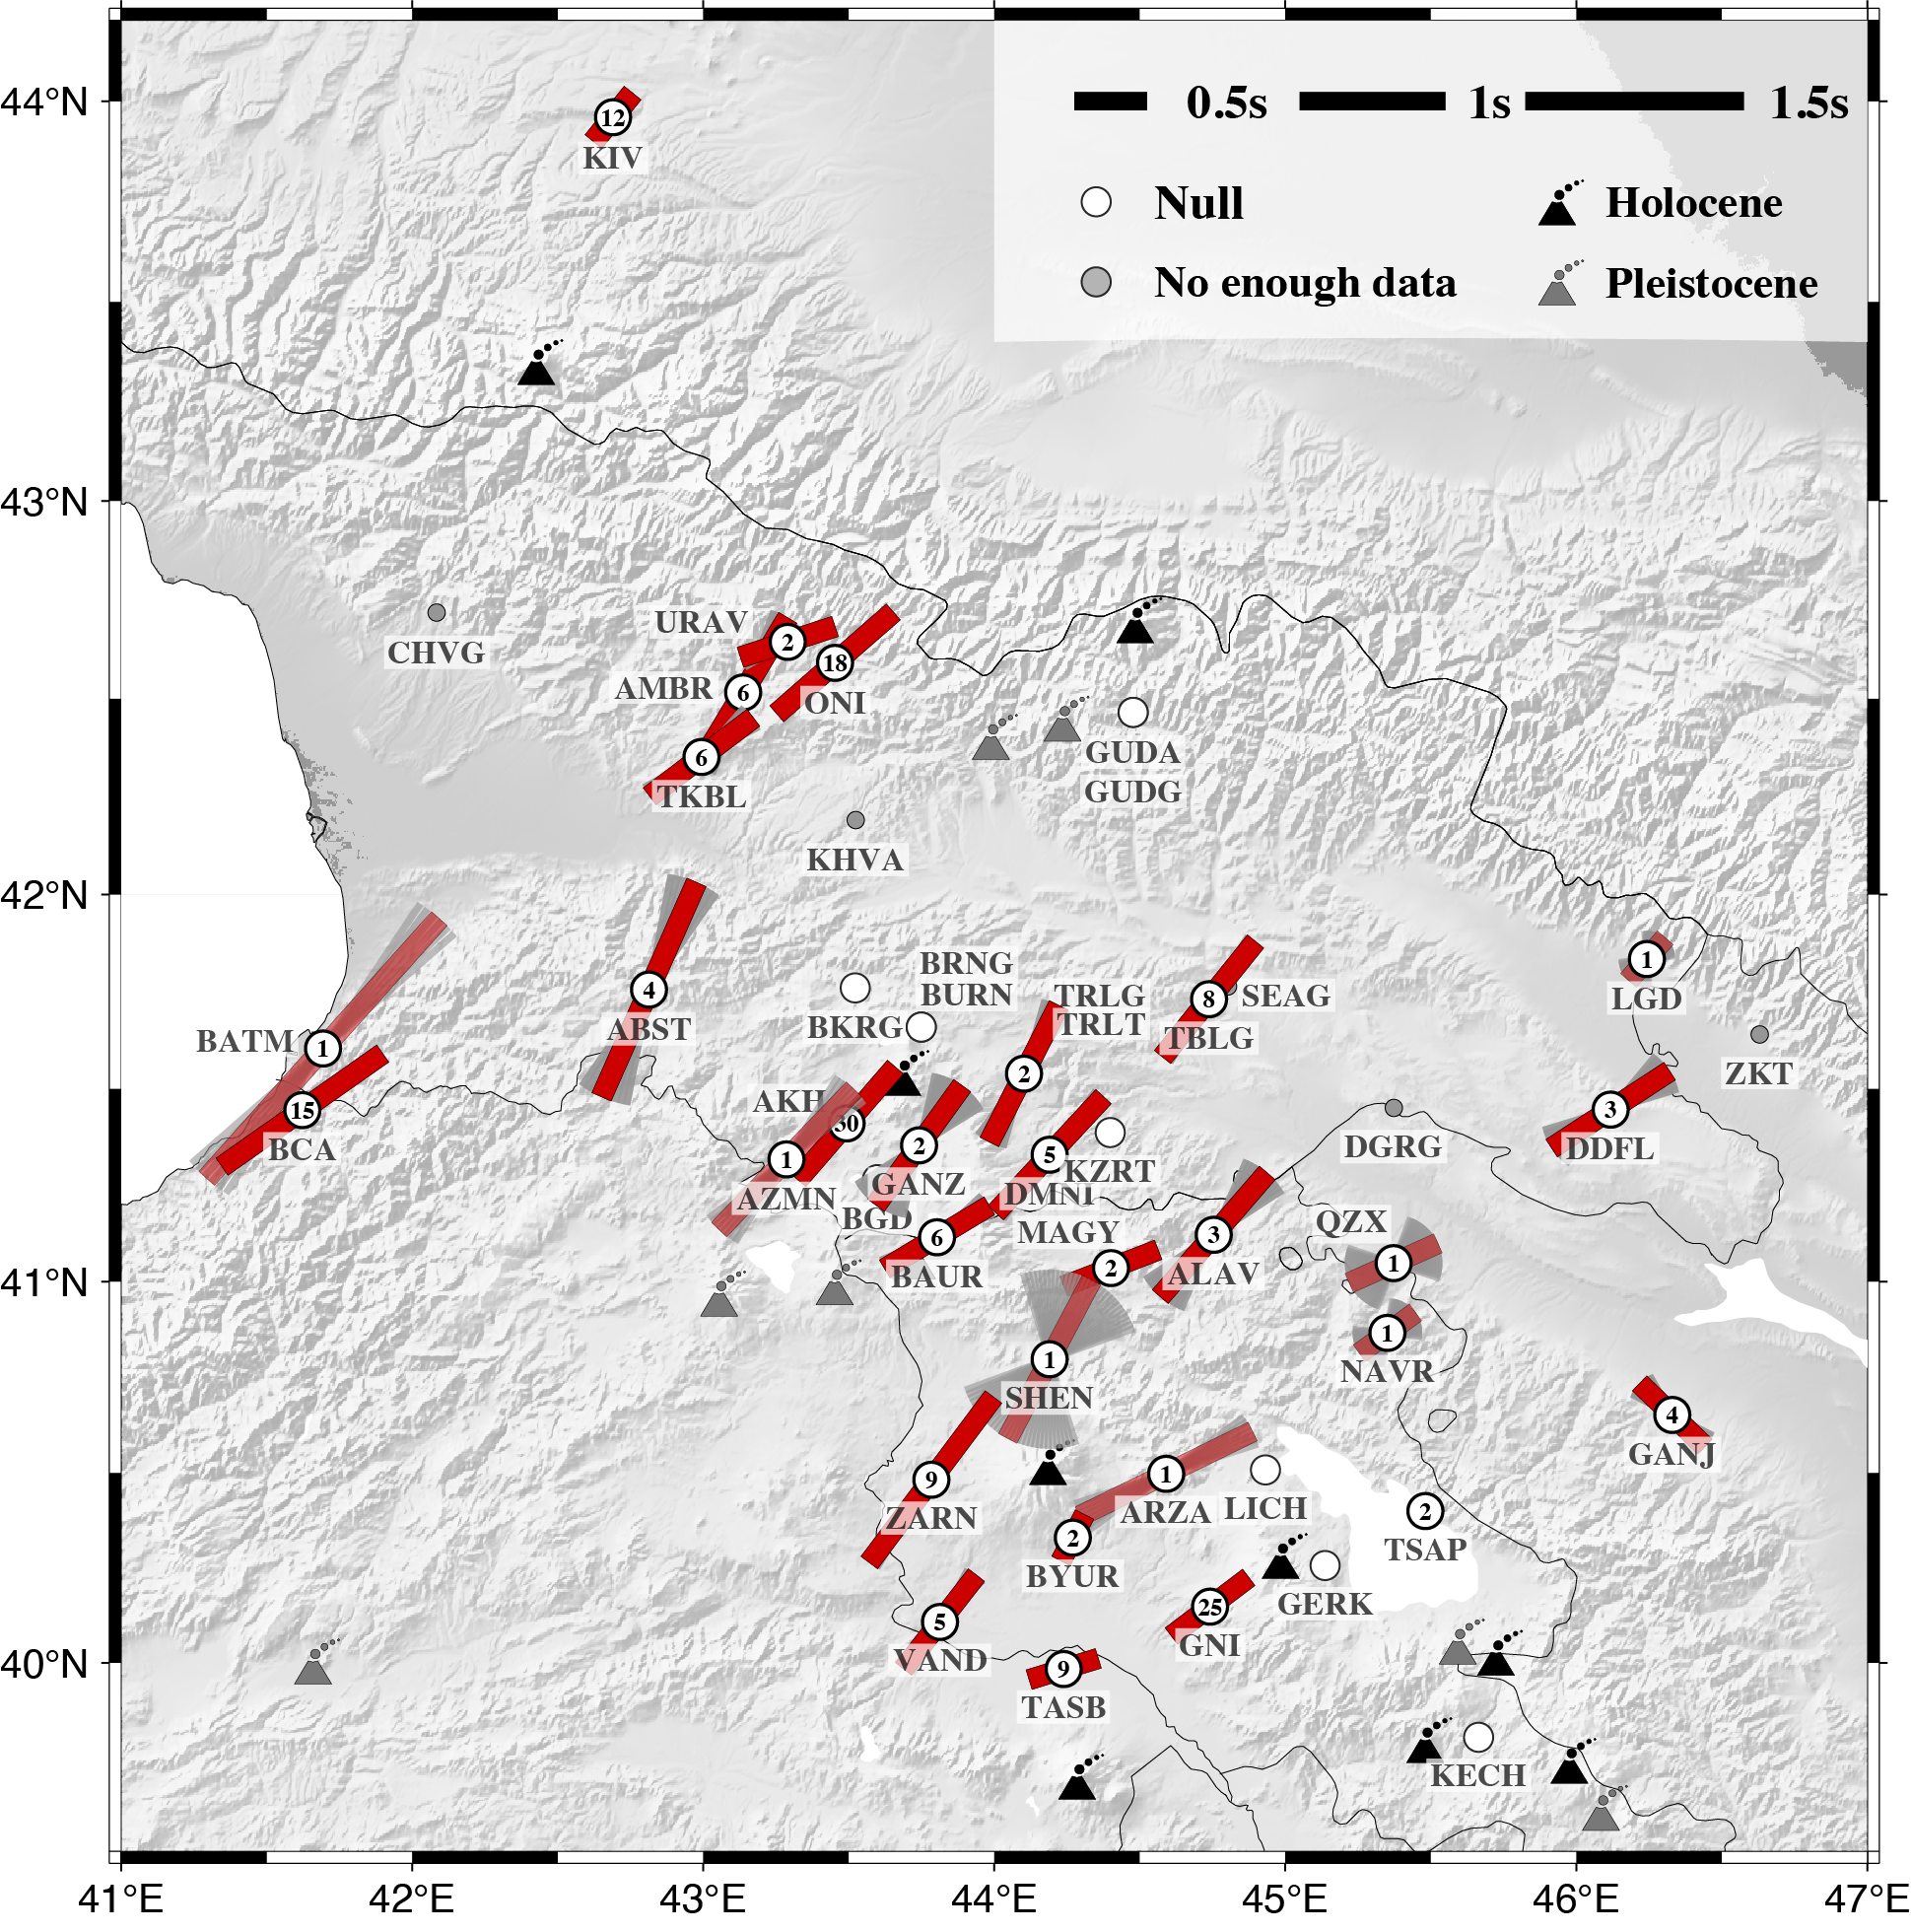 44°N
43°N
42°N
41°N
40°N
41°E
42°E
43°E
44°E
45°E
46°E
47°E
0.5s
1s
1.5s
Null
Holocene
No enough data
Pleistocene
12
KIV
CHVG
URAV
2
18
ONI
AMBR
6
6
TKBL
GUDA
GUDG
KHVA
BATM
1
15
BCA
4
ABST
BRNG
BURN
BKRG
TRLG
TRLT
2
8
SEAG
TBLG
1
LGD
ZKT
AKH
30
1
AZMN
2
GANZ
BGD
5
DMNI
KZRT
DGRG
3
DDFL
6
BAUR
MAGY
2
3
ALAV
QZX
1
1
NAVR
1
SHEN
4
GANJ
9
ZARN
1
ARZA
LICH
2
TSAP
2
BYUR
GERK
25
GNI
5
VAND
9
TASB
KECH